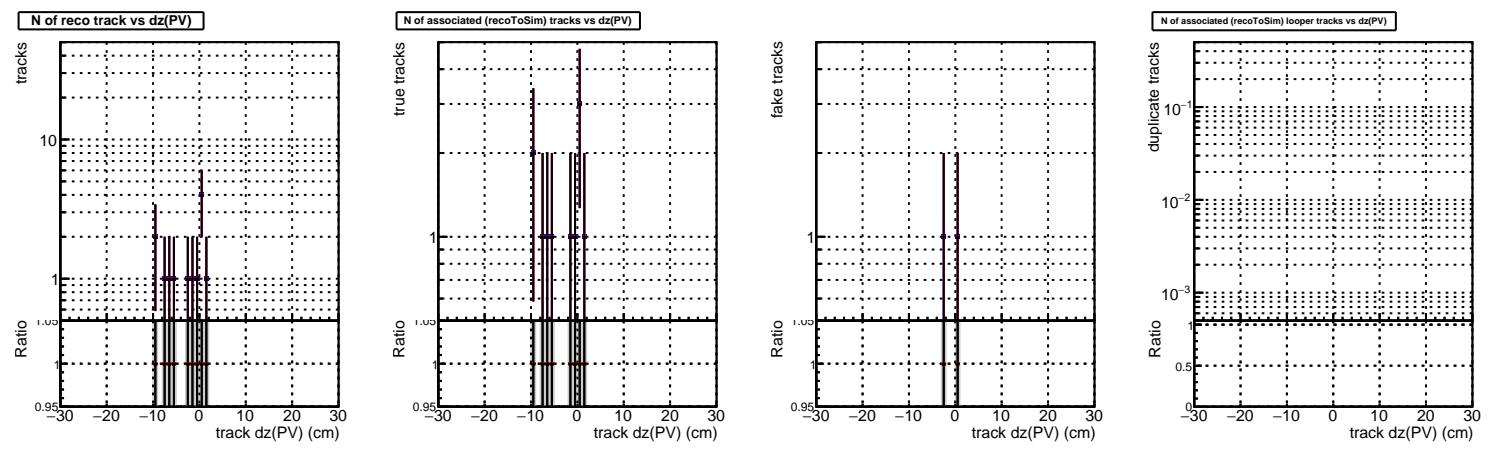 N of reco track vs dz(PV)
tracks
10
1
Ratio
1.05
1
0.95
−30 −20 −10 0 10 20 30
track dz(PV) (cm)
N of associated (recoToSim) tracks vs dz(PV)
true tracks
1
Ratio
1.05
1
0.95
−30 −20 −10 0 10 20 30
track dz(PV) (cm)
fake tracks
1
Ratio
1.05
1
0.95
−30 −20 −10 0 10 20 30
track dz(PV) (cm)
N of associated (recoToSim) looper tracks vs dz(PV)
duplicate tracks
10−1
10−2
10−3
Ratio
1
0.5
0
−30 −20 −10 0 10 20 30
track dz(PV) (cm)